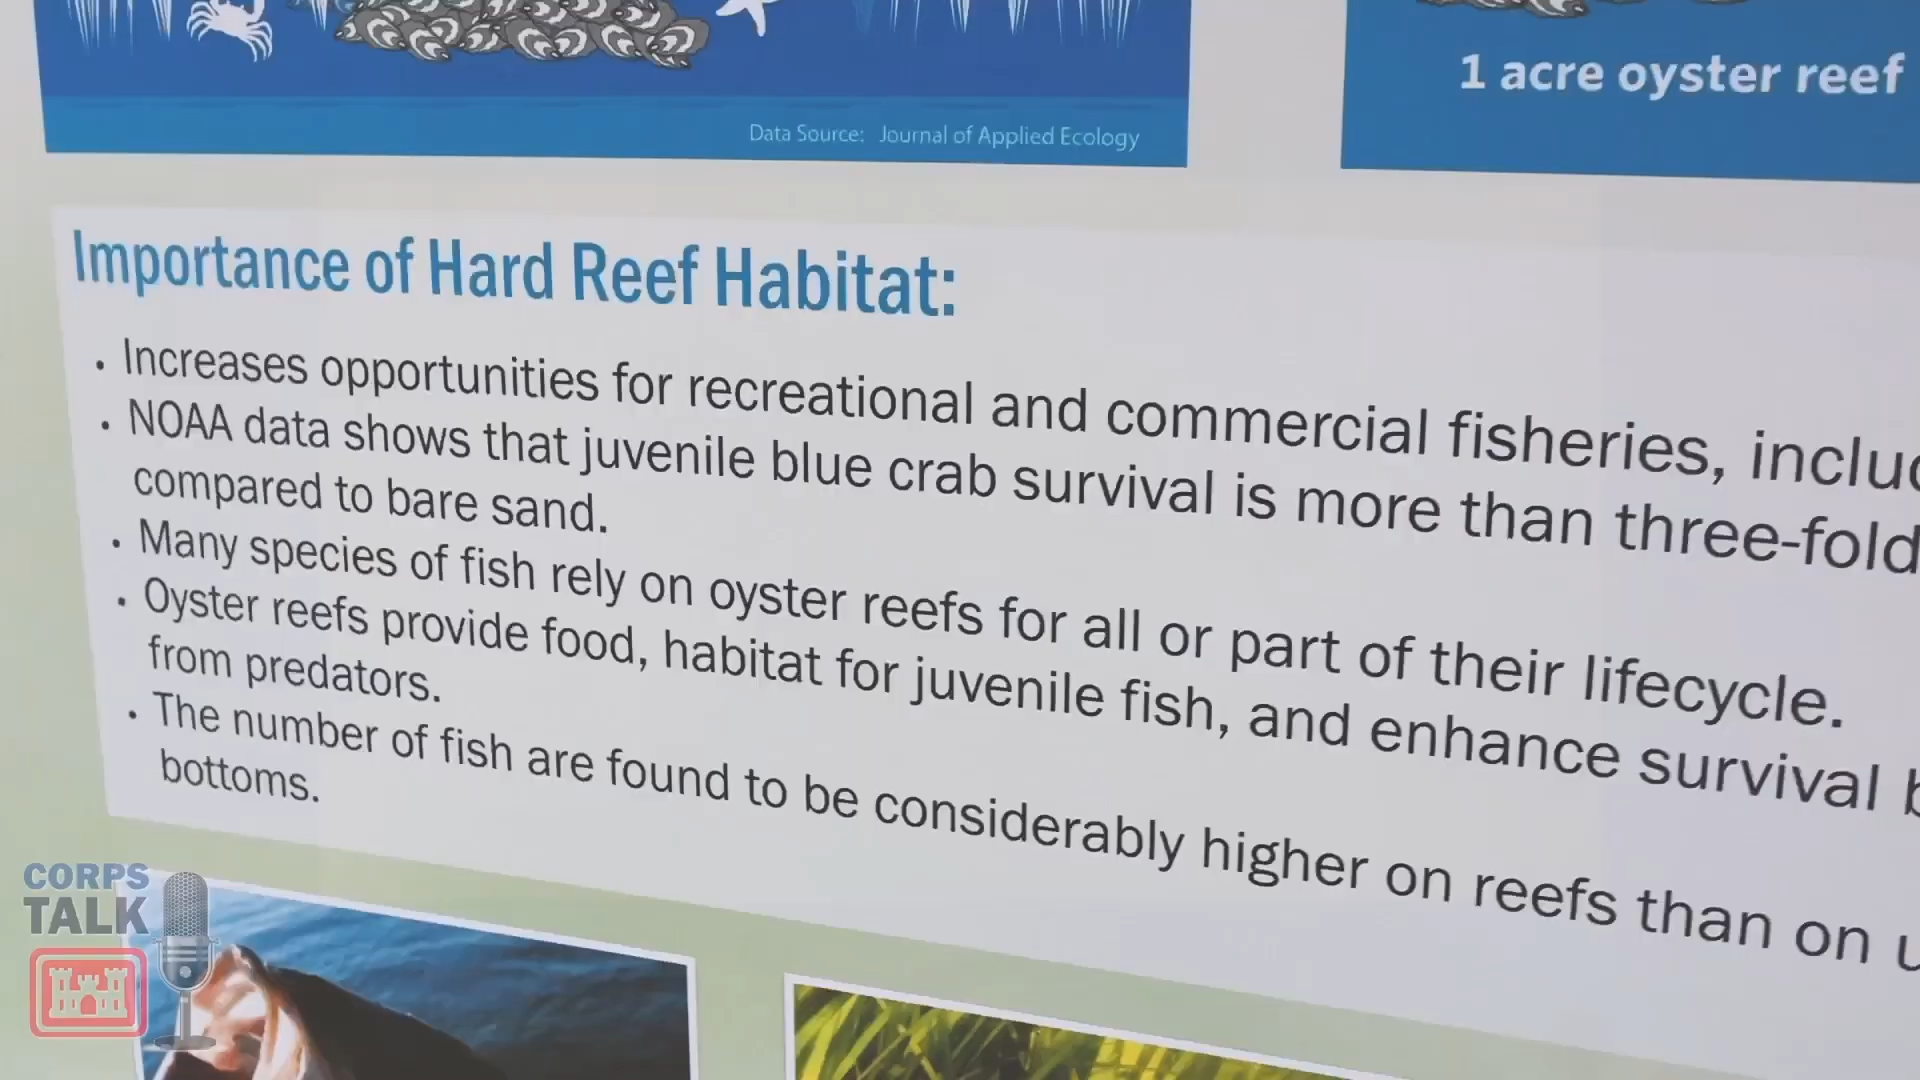 1 acre oyster reef
Data Source: Journal of Applied Ecology
Importance of Hard Reef Habitat:
• Increases opportunities for recreational and commercial fisheries,
• NOAA data shows that juvenile blue crab survival is more than three-fold
compared to bare sand.
• Many species of fish rely on oyster reefs for all or part of their lifecycle.
• Oyster reefs provide food, habitat for juvenile fish, and enhance survival
from predators.
• The number of fish are found to be considerably higher on reefs than on
bottoms.
CORPS
TALK